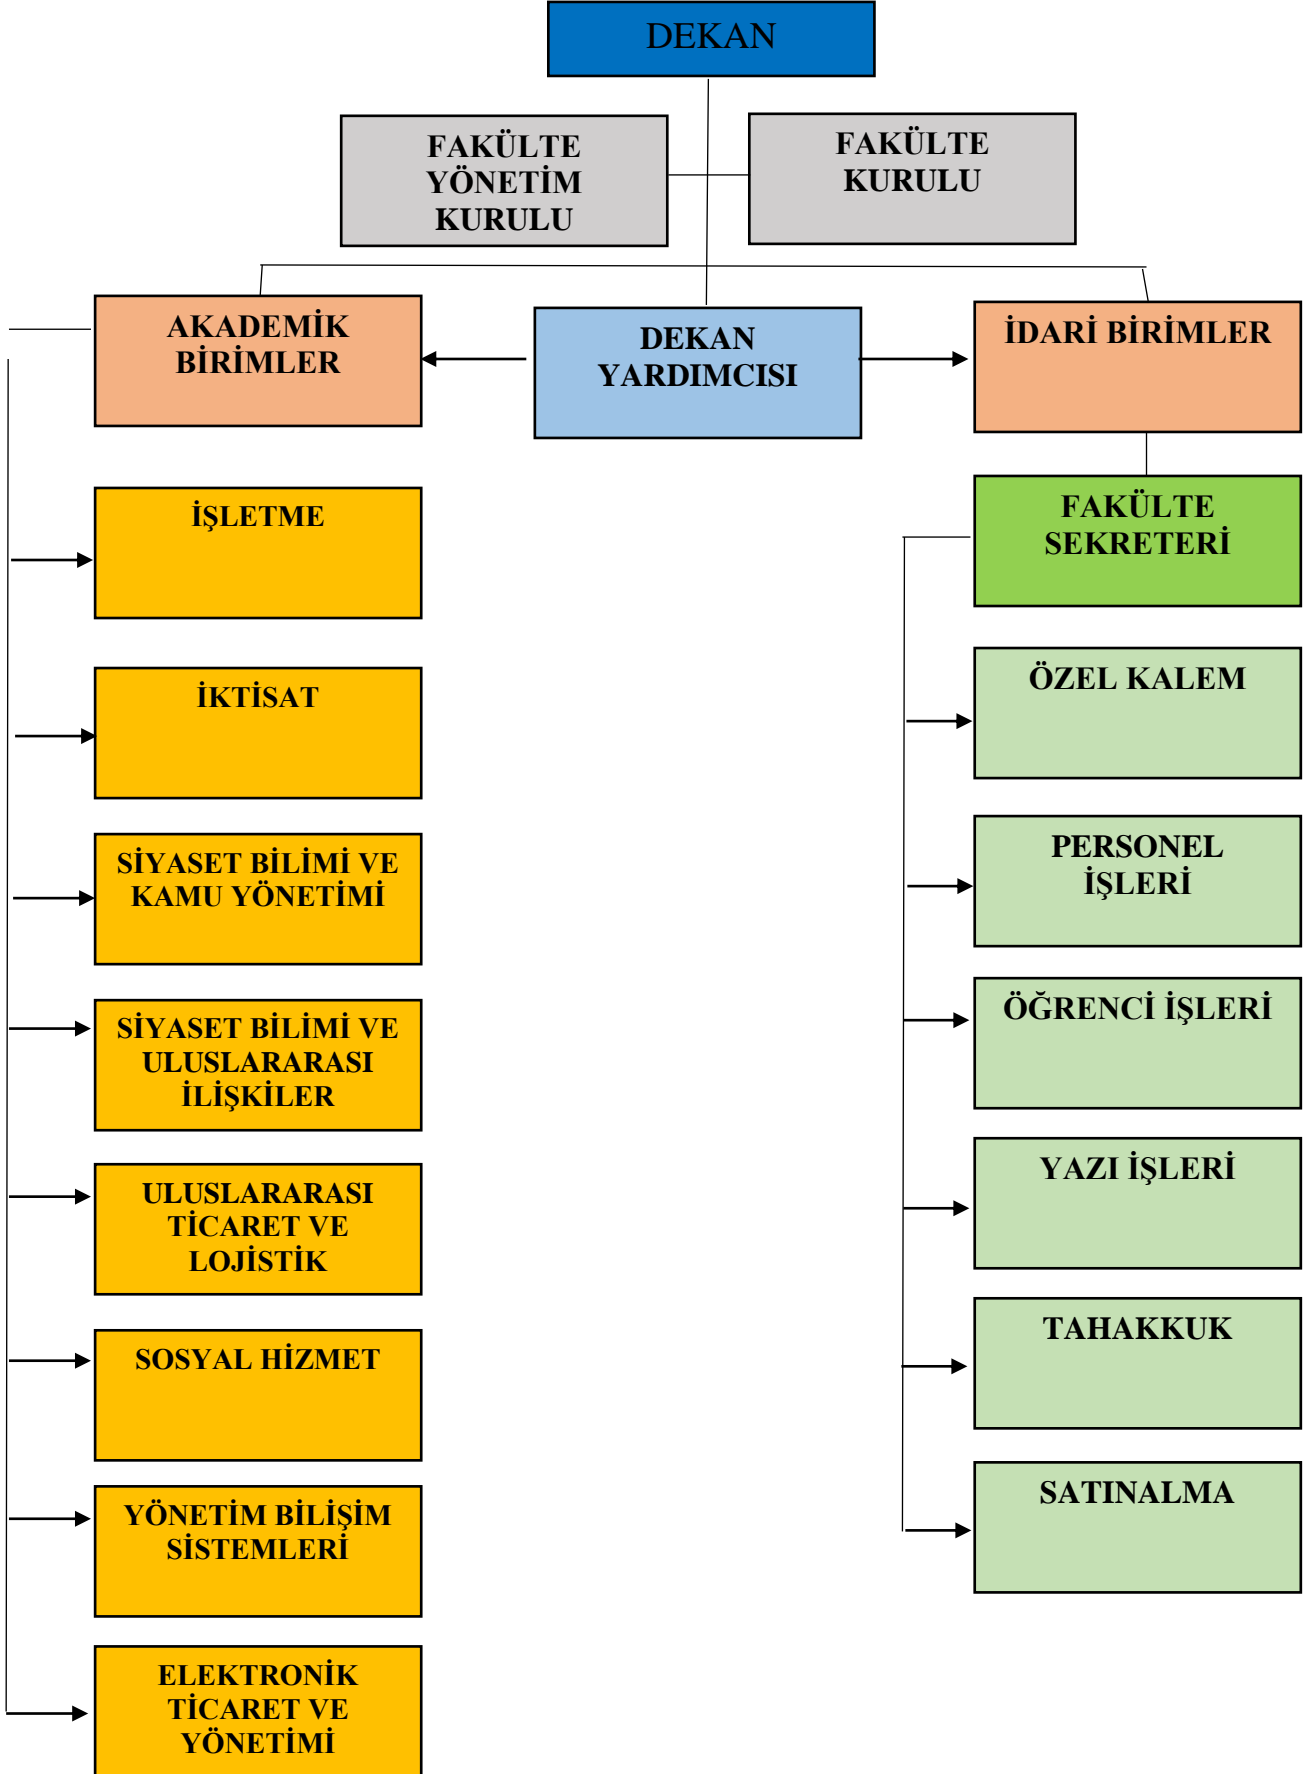 DEKAN
FAKÜLTE
YÖNETİM
KURULU
FAKÜLTE
KURULU
AKADEMİK
BİRİMLER
DEKAN
YARDIMCISI
İDARİ BİRİMLER
İŞLETME
İKTİSAT
SİYASET BİLİMİ VE
KAMU YÖNETİMİ
SİYASET BİLİMİ VE
ULUSLARARASI
İLİŞKİLER
ULUSLARARASI
TİCARET VE
LOJİSTİK
SOSYAL HİZMET
YÖNETİM BİLİŞİM
SİSTEMLERİ
ELEKTRONİK
TİCARET VE
YÖNETİMİ
FAKÜLTE
SEKRETERİ
ÖZEL KALEM
PERSONEL
İŞLERİ
ÖĞRENCİ İŞLERİ
YAZI İŞLERİ
TAHAKKUK
SATINALMA